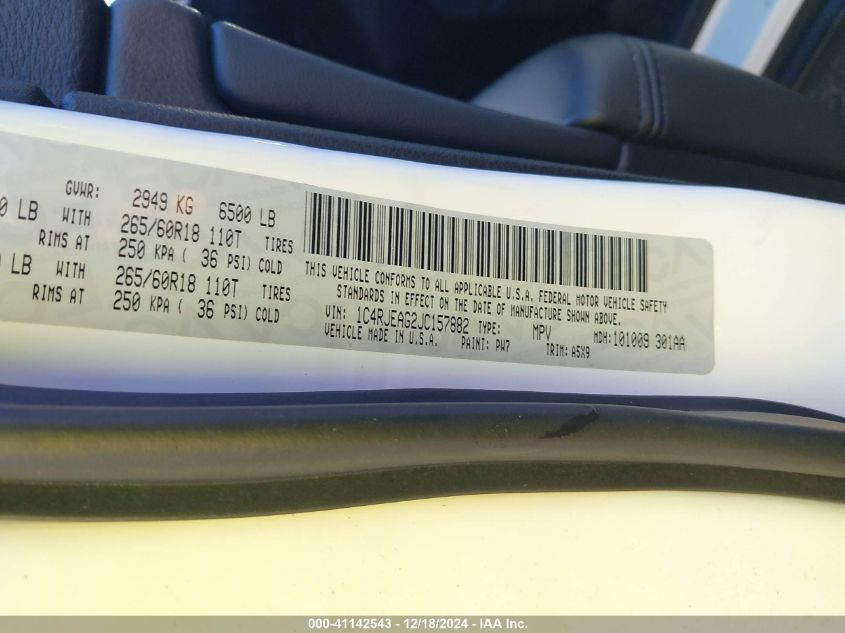 GVWR: 2949 KG 6500 LB
0 LB WITH 265/60R18 110T TIRES
RIMS AT 250 KPA ( 36 PSI) COLD
LB WITH 265/60R18 110T TIRES
RIMS AT 250 KPA ( 36 PSI) COLD
THIS VEHICLE CONFORMS TO ALL APPLICABLE U.S.A. FEDERAL MOTOR VEHICLE SAFETY
STANDARDS IN EFFECT ON THE DATE OF MANUFACTURE SHOWN ABOVE.
VIN: 1C4RJEAG2JC157882 TYPE: MPV MDH:101009 301AA
VEHICLE MADE IN U.S.A. PAINT: PW7 TRIM: A5X9
000-41142543 - 12/18/2024 - IAA Inc.